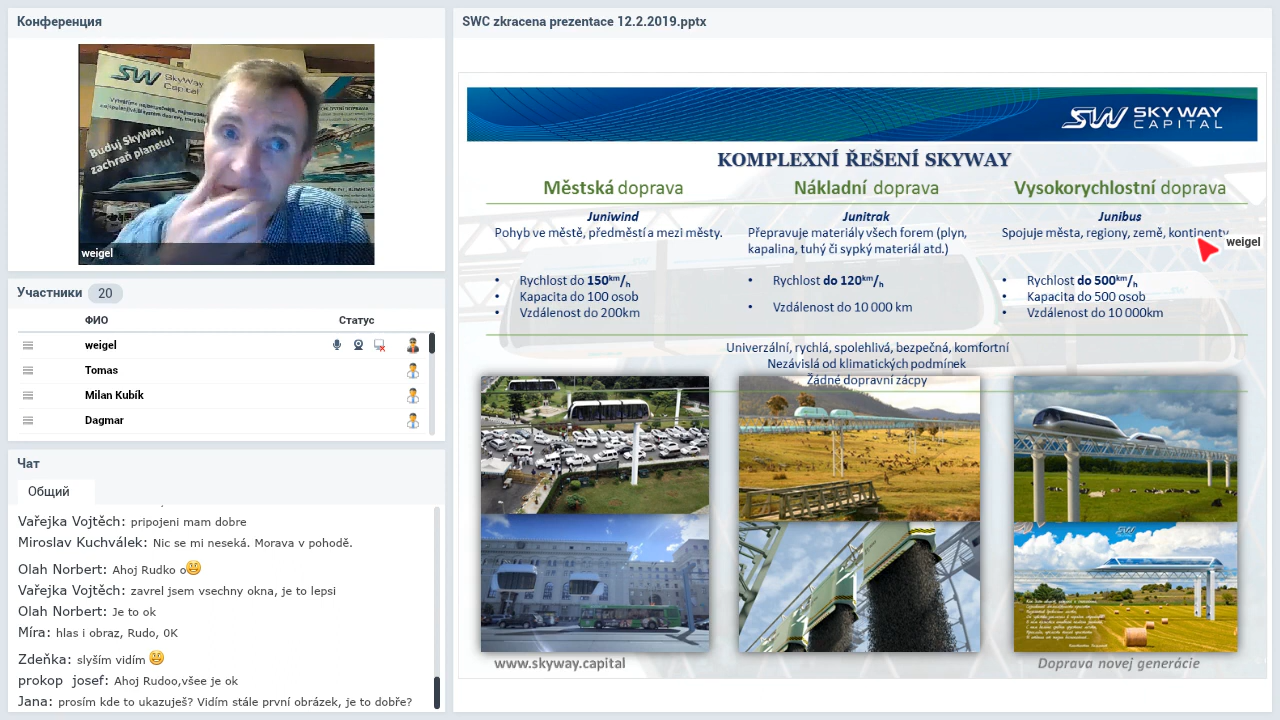 Конференция
SW SkyWay
Capital
Buduj SkyWay,
zachraň planetu!
weigel
Участники 20
ФИО Статус
weigel
Tomas
Milan Kubík
Dagmar
Чат
Общий
Vařejka Vojtěch: pripojeni mam dobre
Miroslav Kuchválek: Nic se mi neseká. Morava v pohodě.
Olah Norbert: Ahoj Rudko o
Vařejka Vojtěch: zavrel jsem vsechny okna, je to lepsi
Olah Norbert: Je to ok
Míra: hlas i obraz, Rudo, 0K
Zdeňka: slyším vidím
prokop josef: Ahoj Rudoo,všee je ok
Jana: prosím kde to ukazuješ? Vidím stále první obrázek, je to dobře?
SWC zkracena prezentace 12.2.2019.pptx
SW SKY WAY
CAPITAL
KOMPLEXNÍ ŘEŠENÍ SKYWAY
Městská doprava
Juniwind
Pohyb ve městě, předměstí a mezi městy.
• Rychlost do 150km/h
• Kapacita do 100 osob
• Vzdálenost do 200km
Nákladní doprava
Junitrak
Přepravuje materiály všech forem (plyn,
kapalina, tuhý či sypký materiál atd.)
• Rychlost do 120km/h
• Vzdálenost do 10 000 km
Vysokorychlostní doprava
Junibus
Spojuje města, regiony, země, kontinenty
weigel
• Rychlost do 500km/h
• Kapacita do 500 osob
• Vzdálenost do 10 000km
Univerzální, rychlá, spolehlivá, bezpečná, komfortní
Nezávislá od klimatických podmínek
Žádné dopravní zácpy
www.skyway.capital
Doprava novej generácie